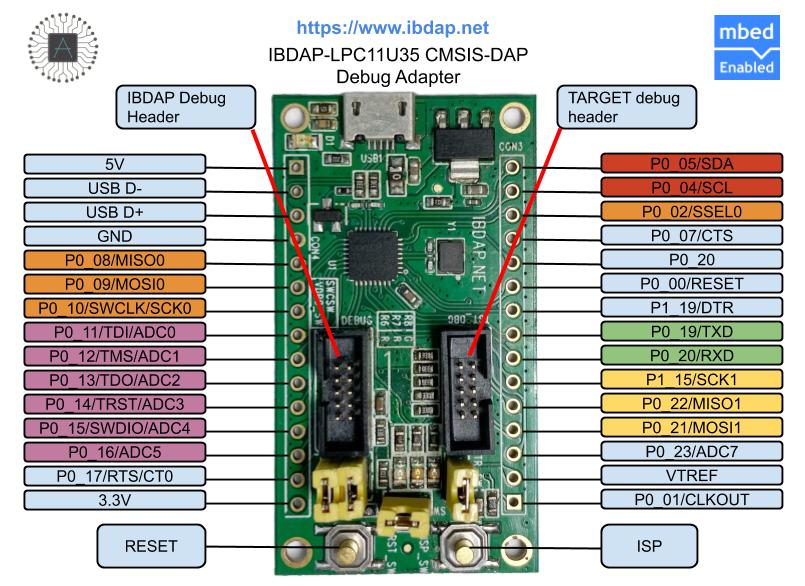 https://www.ibdap.net
IBDAP-LPC11U35 CMSIS-DAP
Debug Adapter
mbed
Enabled
IBDAP Debug
Header
TARGET debug
header
5V
USB D-
USB D+
GND
P0_08/MISO0
P0_09/MOSI0
P0_10/SWCLK/SCK0
P0_11/TDI/ADC0
P0_12/TMS/ADC1
P0_13/TDO/ADC2
P0_14/TRST/ADC3
P0_15/SWDIO/ADC4
P0_16/ADC5
P0_17/RTS/CT0
3.3V
RESET
P0_05/SDA
P0_04/SCL
P0_02/SSEL0
P0_07/CTS
P0_20
P0_00/RESET
P1_19/DTR
P0_19/TXD
P0_20/RXD
P1_15/SCK1
P0_22/MISO1
P0_21/MOSI1
P0_23/ADC7
VTREF
P0_01/CLKOUT
ISP
D1
USB1
CON3
CON4
Y1
IBDAP.NET
SWCSW
DEBUG
R8
R7
R6
RST_SW